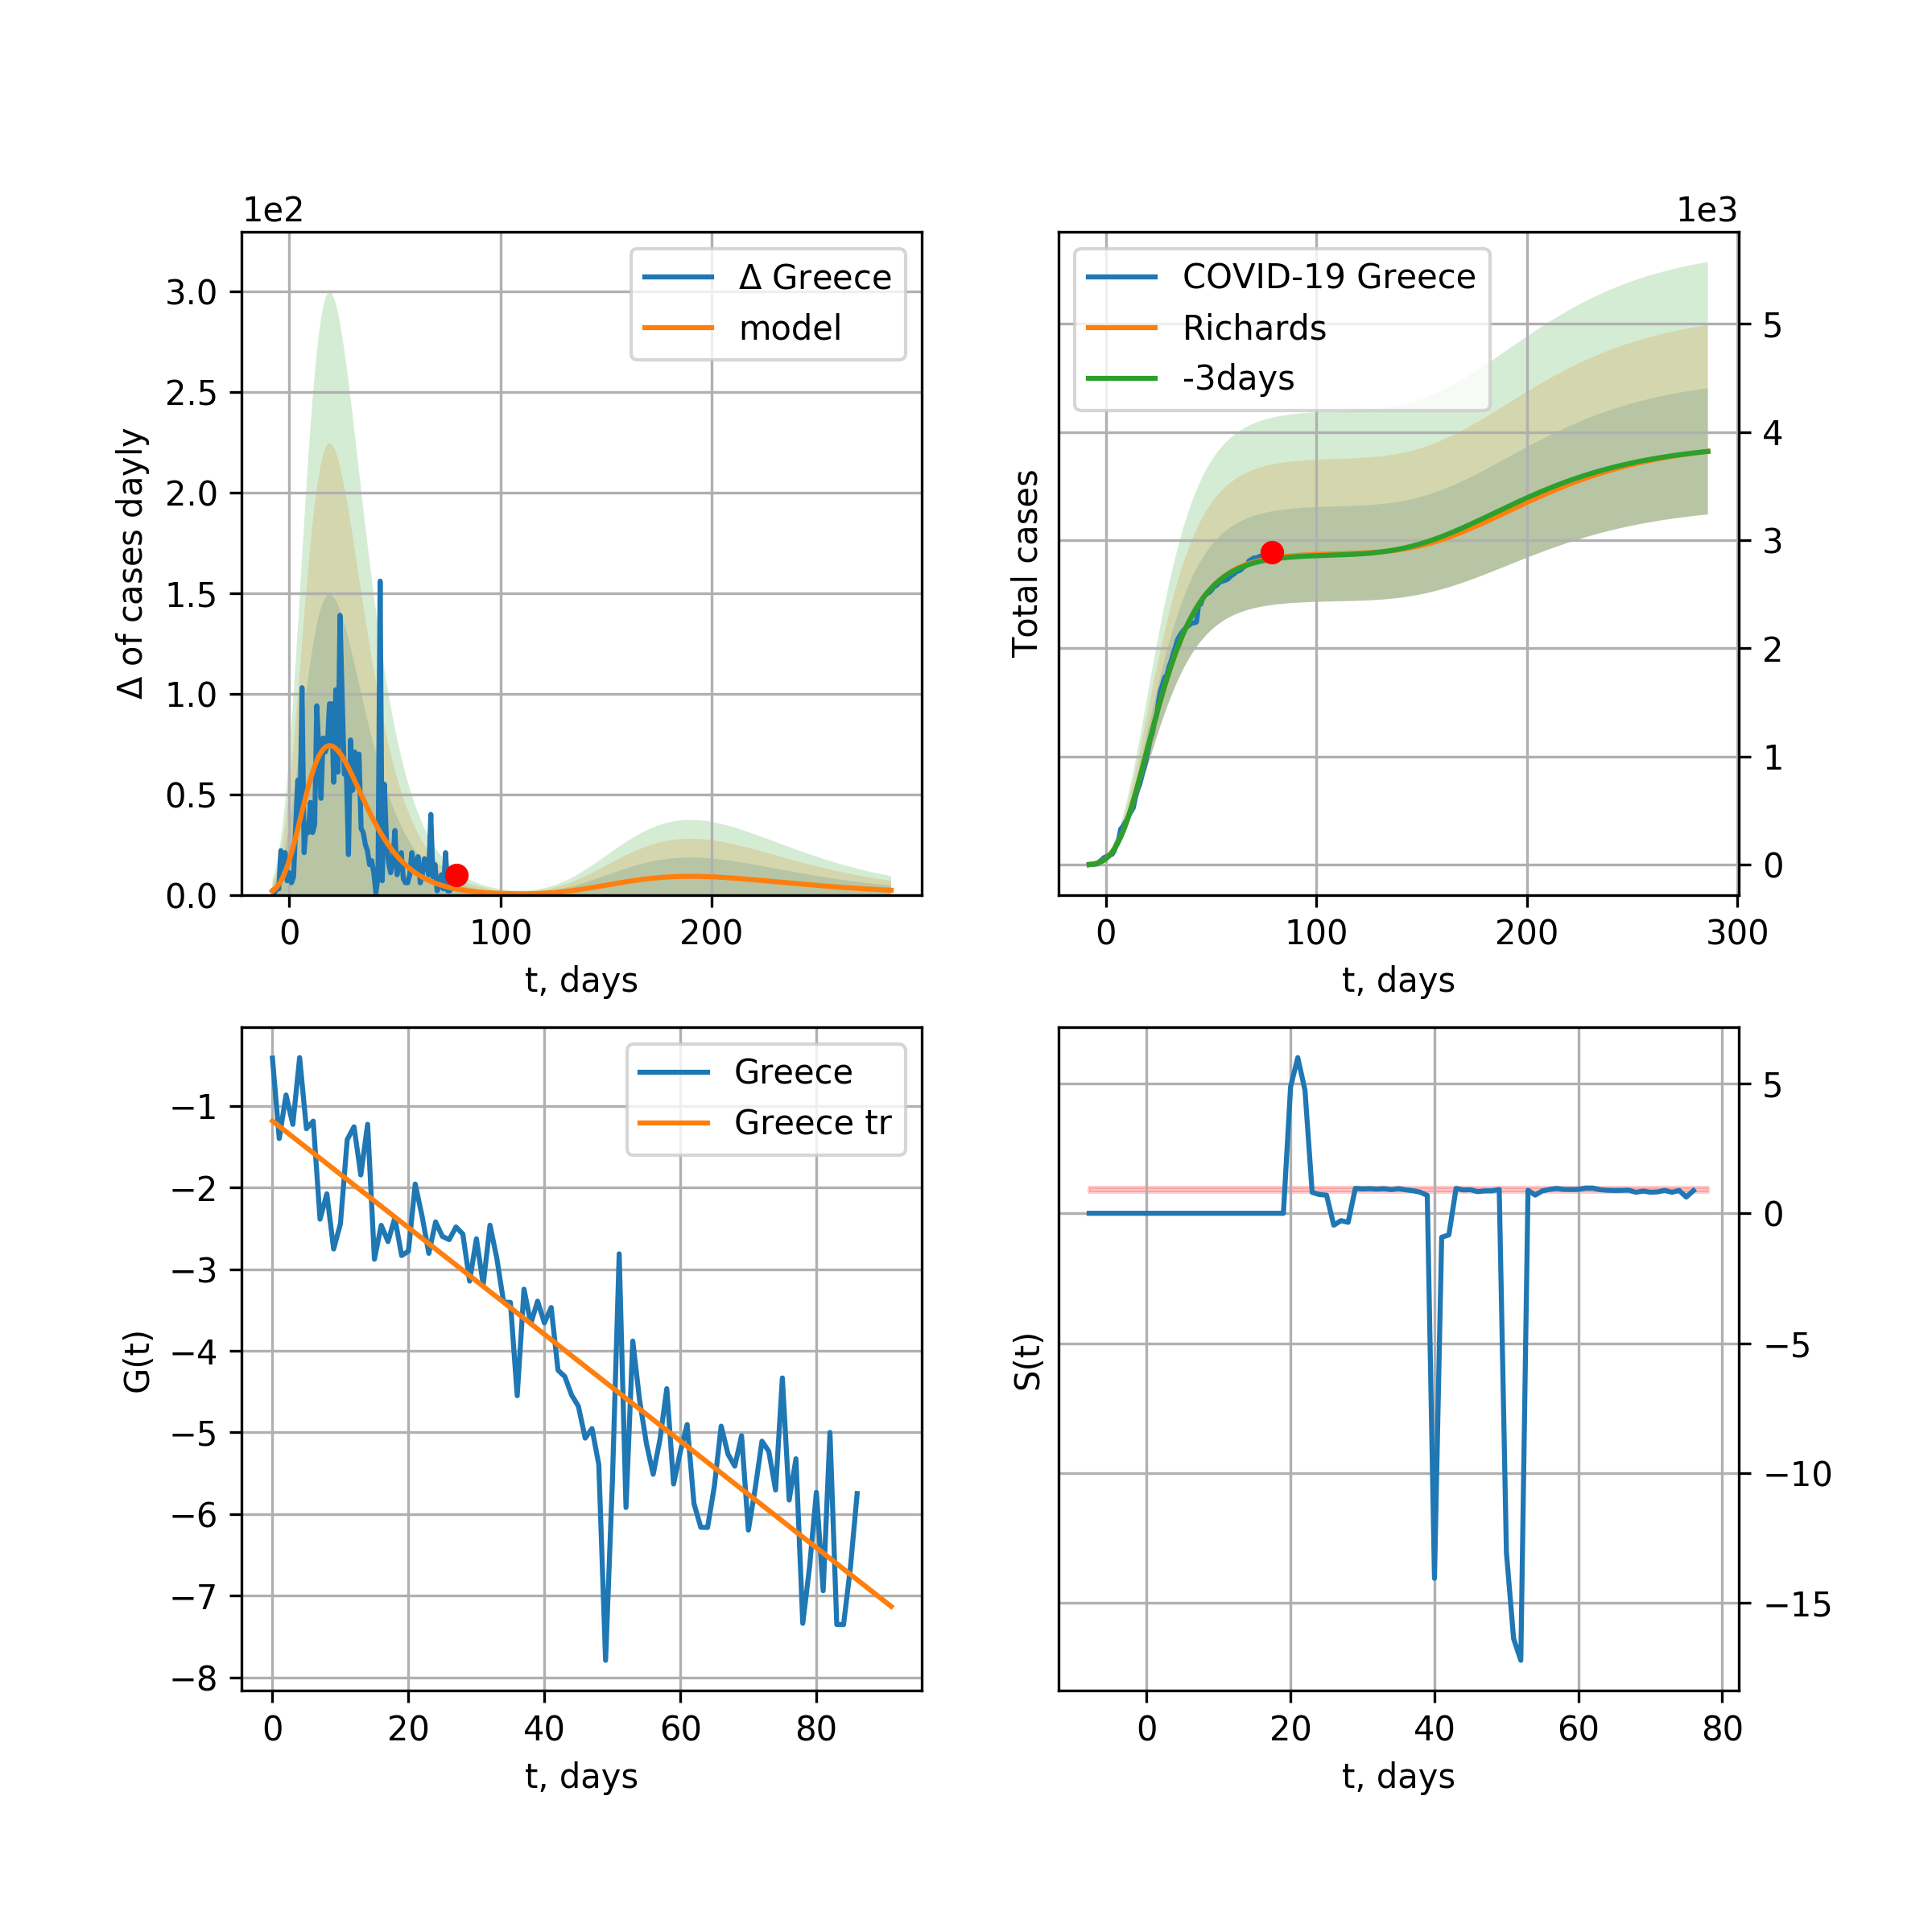 1e2
Δ Greece
model
3.0
2.5
2.0
1.5
1.0
0.5
0.0
Δ of cases dayly
0 100 200
t, days
1e3
COVID-19 Greece
Richards
-3days
5
4
3
2
1
0
Total cases
0 100 200 300
t, days
Greece
Greece tr
−1
−2
−3
−4
−5
−6
−7
−8
G(t)
0 20 40 60 80
t, days
5
0
−5
−10
−15
S(t)
0 20 40 60 80
t, days